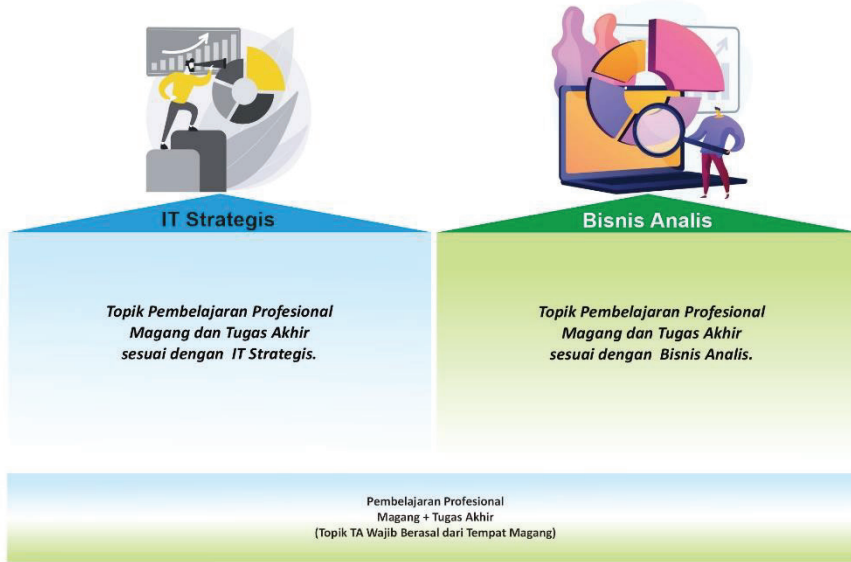 IT Strategis
Topik Pembelajaran Profesional
Magang dan Tugas Akhir
sesuai dengan IT Strategis.
Bisnis Analis
Topik Pembelajaran Profesional
Magang dan Tugas Akhir
sesuai dengan Bisnis Analis.
Pembelajaran Profesional
Magang + Tugas Akhir
(Topik TA Wajib Berasal dari Tempat Magang)